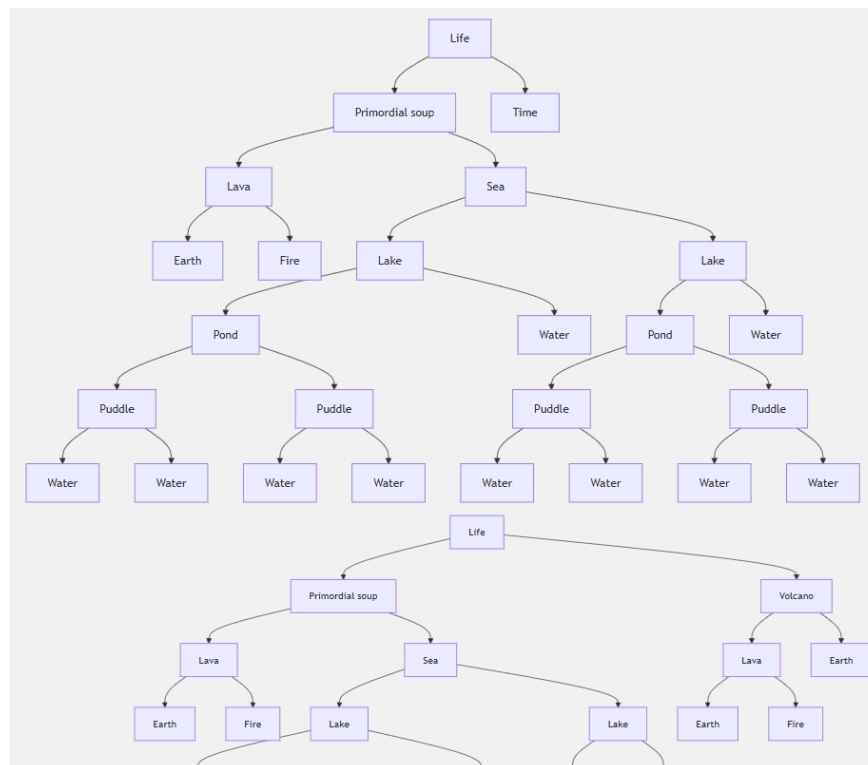 Life
Primordial soup Time
Lava Sea
Earth Fire Lake Lake
Pond Water Pond Water
Puddle Puddle Puddle Puddle
Water Water Water Water Water Water Water Water
Life
Primordial soup Volcano
Lava Sea Lava Earth
Earth Fire Lake Lake Earth Fire